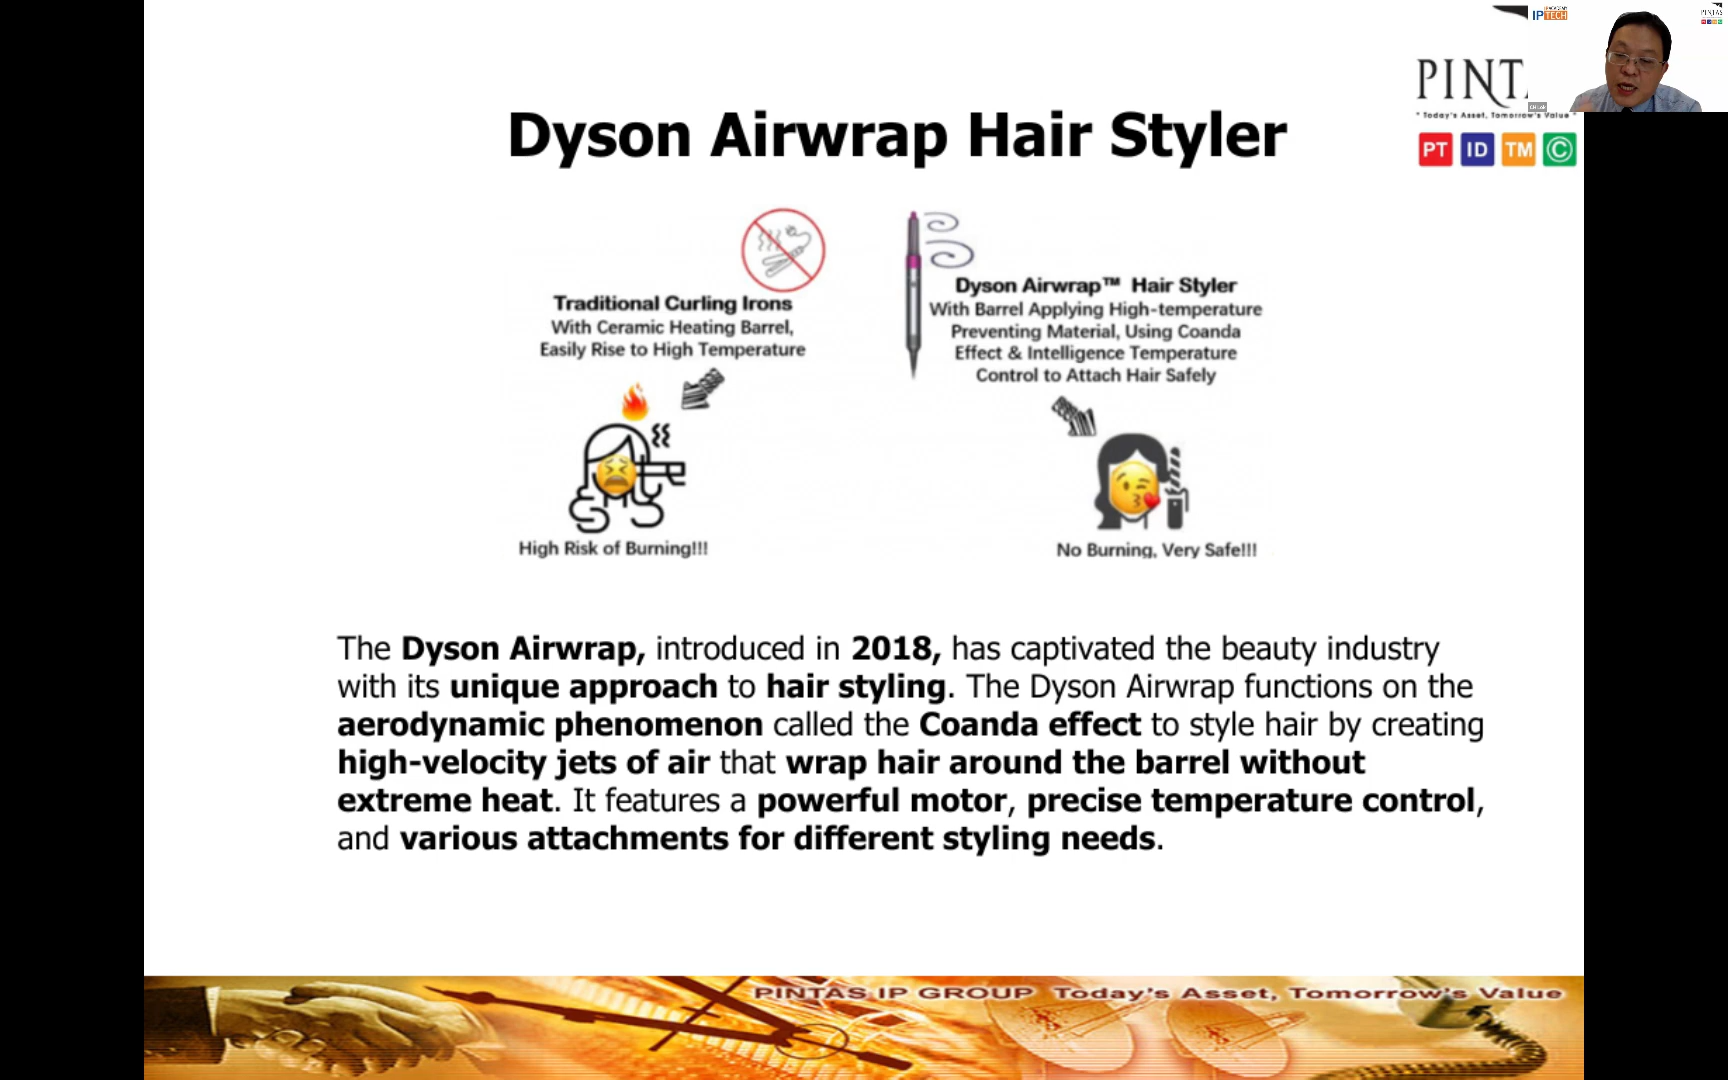 IPTECH
PINTAS
PINT
" Today's Asset, Tomorrow's Value "
PT ID TM ©
CH Lok
Dyson Airwrap Hair Styler
Traditional Curling Irons
With Ceramic Heating Barrel,
Easily Rise to High Temperature
High Risk of Burning!!!
Dyson Airwrap™ Hair Styler
With Barrel Applying High-temperature
Preventing Material, Using Coanda
Effect & Intelligence Temperature
Control to Attach Hair Safely
No Burning, Very Safe!!!
The Dyson Airwrap, introduced in 2018, has captivated the beauty industry
with its unique approach to hair styling. The Dyson Airwrap functions on the
aerodynamic phenomenon called the Coanda effect to style hair by creating
high-velocity jets of air that wrap hair around the barrel without
extreme heat. It features a powerful motor, precise temperature control,
and various attachments for different styling needs.
PINTAS IP GROUP Today's Asset, Tomorrow's Value